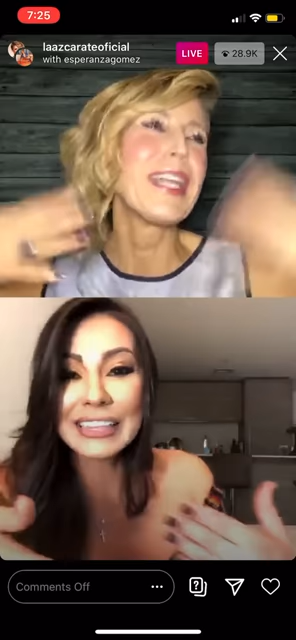 7:25
laazcarateoficial
with esperanzagomez
LIVE
28.9K
Comments Off